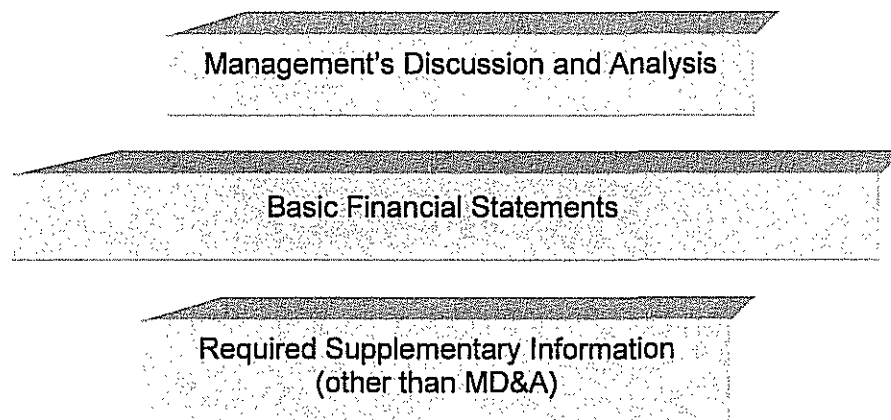 Management's Discussion and Analysis
Basic Financial Statements
Required Supplementary Information
(other than MD&A)